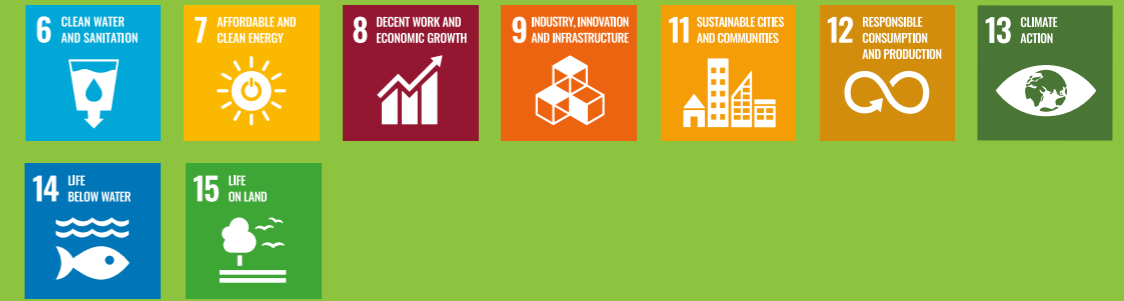 6 CLEAN WATER
AND SANITATION
7 AFFORDABLE AND
CLEAN ENERGY
8 DECENT WORK AND
ECONOMIC GROWTH
9 INDUSTRY, INNOVATION
AND INFRASTRUCTURE
11 SUSTAINABLE CITIES
AND COMMUNITIES
12 RESPONSIBLE
CONSUMPTION
AND PRODUCTION
13 CLIMATE
ACTION
14 LIFE
BELOW WATER
15 LIFE
ON LAND